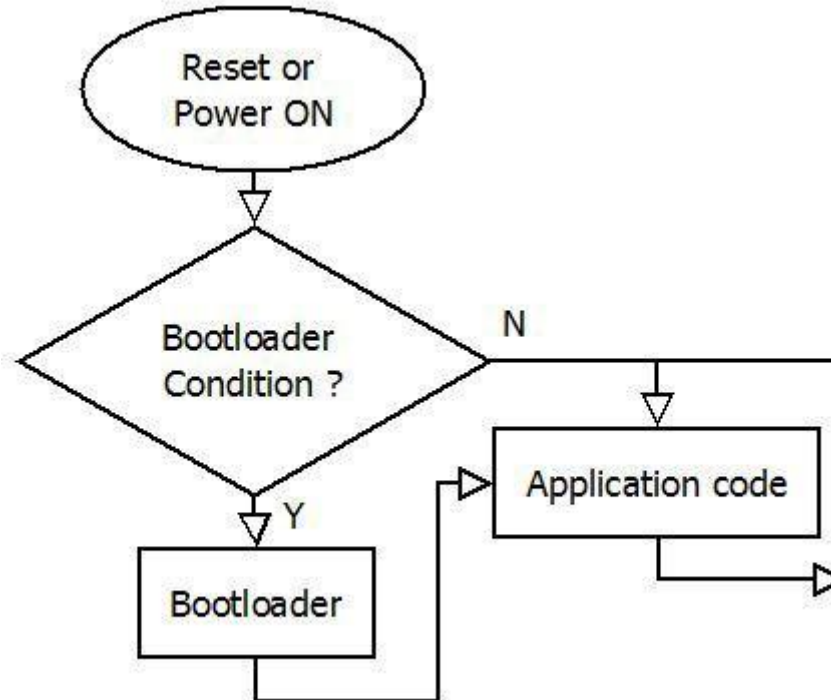 Reset or
Power ON
Bootloader
Condition ?
N
Application code
Y
Bootloader